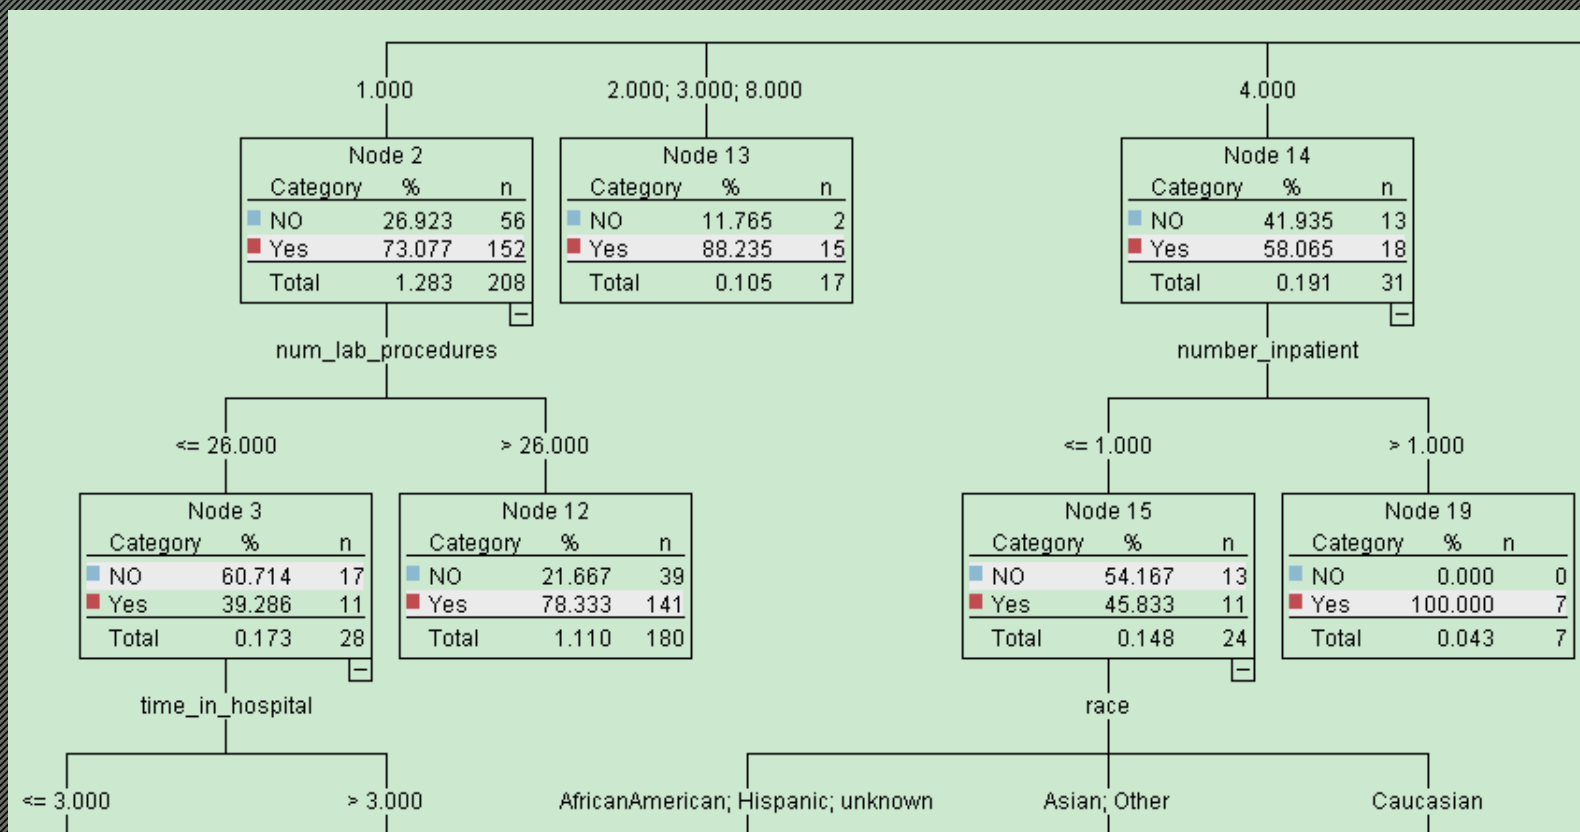 1.000
2.000; 3.000; 8.000
4.000
Node 2
Category % n
NO 26.923 56
Yes 73.077 152
Total 1.283 208
Node 13
Category % n
NO 11.765 2
Yes 88.235 15
Total 0.105 17
Node 14
Category % n
NO 41.935 13
Yes 58.065 18
Total 0.191 31
num_lab_procedures
number_inpatient
<= 26.000
> 26.000
<= 1.000
> 1.000
Node 3
Category % n
NO 60.714 17
Yes 39.286 11
Total 0.173 28
Node 12
Category % n
NO 21.667 39
Yes 78.333 141
Total 1.110 180
Node 15
Category % n
NO 54.167 13
Yes 45.833 11
Total 0.148 24
Node 19
Category % n
NO 0.000 0
Yes 100.000 7
Total 0.043 7
time_in_hospital
race
<= 3.000
> 3.000
AfricanAmerican; Hispanic; unknown
Asian; Other
Caucasian